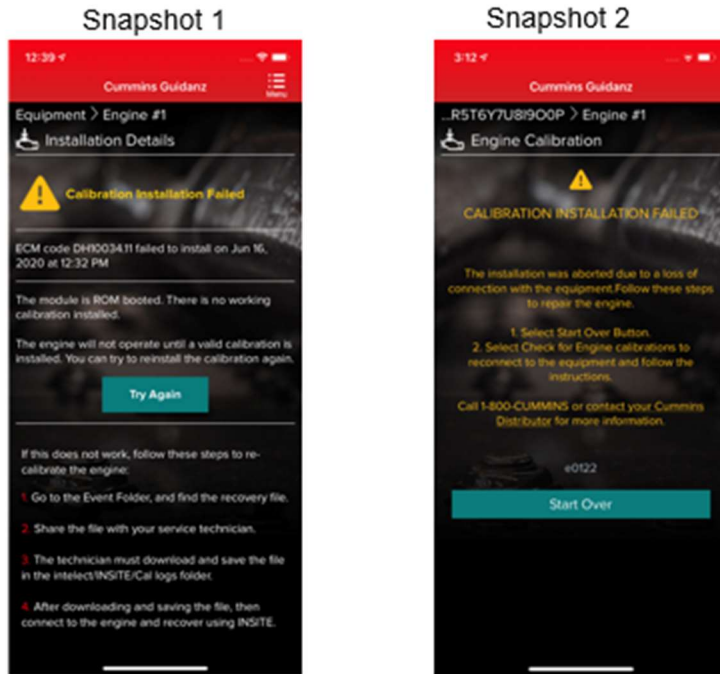 Snapshot 1
12:39
Cummins Guidanz
Menu
Equipment > Engine #1
Installation Details
Calibration Installation Failed
ECM code DH10034.11 failed to install on Jun 16,
2020 at 12:32 PM
The module is ROM booted. There is no working
calibration installed.
The engine will not operate until a valid calibration is
installed. You can try to reinstall the calibration again.
Try Again
If this does not work, follow these steps to re-
calibrate the engine:
1. Go to the Event Folder, and find the recovery file.
2. Share the file with your service technician.
3. The technician must download and save the file
in the intelect/INSITE/Cal logs folder.
4. After downloading and saving the file, then
connect to the engine and recover using INSITE.
Snapshot 2
3:12
Cummins Guidanz
...R5T6Y7U8I9O0P > Engine #1
Engine Calibration
CALIBRATION INSTALLATION FAILED
The installation was aborted due to a loss of
connection with the equipment.Follow these steps
to repair the engine.
1. Select Start Over Button.
2. Select Check for Engine calibrations to
reconnect to the equipment and follow the
instructions.
Call 1-800-CUMMINS or contact your Cummins
Distributor for more information.
e0122
Start Over